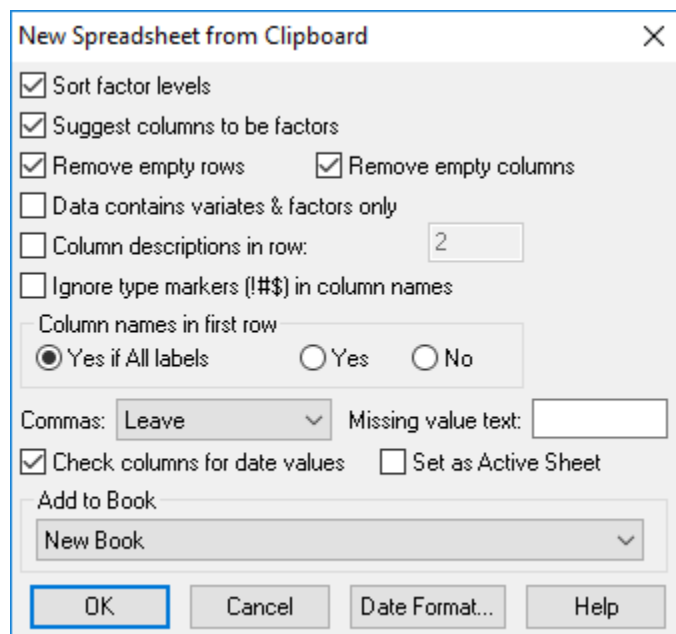 New Spreadsheet from Clipboard
Sort factor levels
Suggest columns to be factors
Remove empty rows Remove empty columns
Data contains variates & factors only
Column descriptions in row: 2
Ignore type markers (!#$) in column names
Column names in first row
Yes if All labels Yes No
Commas: Leave Missing value text:
Check columns for date values Set as Active Sheet
Add to Book
New Book
OK Cancel Date Format... Help